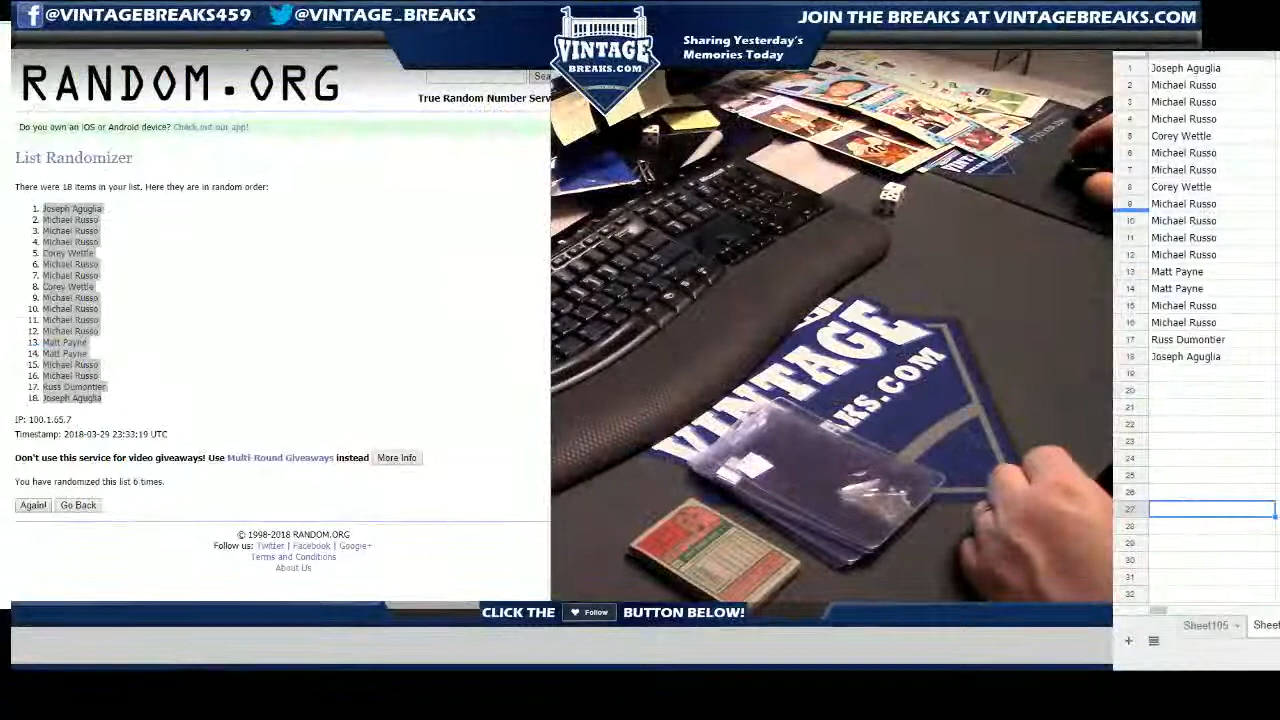 @VINTAGEBREAKS459
@VINTAGE_BREAKS
VINTAGE
BREAKS.COM
Sharing Yesterday's
Memories Today
JOIN THE BREAKS AT VINTAGEBREAKS.COM
RANDOM.ORG
Sea
True Random Number Serv
Do you own an iOS or Android device? Check out our app!
List Randomizer
There were 18 items in your list. Here they are in random order:
1. Joseph Aguglia
2. Michael Russo
3. Michael Russo
4. Michael Russo
5. Corey Wettle
6. Michael Russo
7. Michael Russo
8. Corey Wettle
9. Michael Russo
10. Michael Russo
11. Michael Russo
12. Michael Russo
13. Matt Payne
14. Matt Payne
15. Michael Russo
16. Michael Russo
17. Russ Dumontier
18. Joseph Aguglia
IP: 100.1.65.7
Timestamp: 2018-03-29 23:33:19 UTC
Don't use this service for video giveaways! Use Multi-Round Giveaways instead More Info
You have randomized this list 6 times.
Again! Go Back
© 1998-2018 RANDOM.ORG
Follow us: Twitter | Facebook | Google+
Terms and Conditions
About Us
VINTAGE
KS.COM
1 Joseph Aguglia
2 Michael Russo
3 Michael Russo
4 Michael Russo
5 Corey Wettle
6 Michael Russo
7 Michael Russo
8 Corey Wettle
9 Michael Russo
10 Michael Russo
11 Michael Russo
12 Michael Russo
13 Matt Payne
14 Matt Payne
15 Michael Russo
16 Michael Russo
17 Russ Dumontier
18 Joseph Aguglia
19
20
21
22
23
24
25
26
27
28
29
30
31
32
Sheet105
Sheet
CLICK THE Follow BUTTON BELOW!